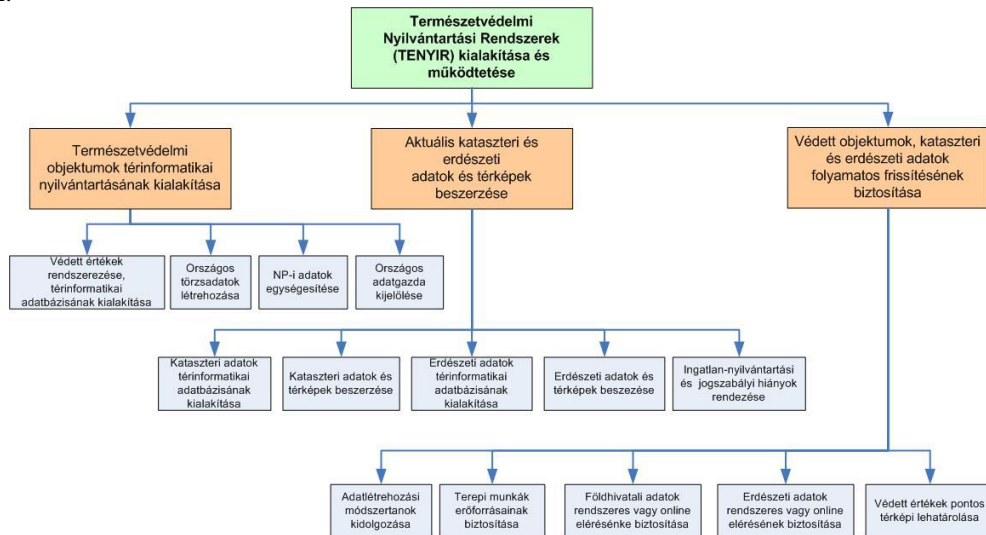 Természetvédelmi
Nyilvántartási Rendszerek
(TENYIR) kialakítása és
működtetése
Természetvédelmi
objektumok térinformatikai
nyilvántartásának kialakítása
Aktuális kataszteri és
erdészeti
adatok és térképek
beszerzése
Védett objektumok, kataszteri
és erdészeti adatok
folyamatos frissítésének
biztosítása
Védett értékek
rendszerezése,
térinformatikai
adatbázisának kialakítása
Országos
törzsadatok
létrehozása
NP-i adatok
egységesítése
Országos
adatgazda
kijelölése
Kataszteri adatok
térinformatikai
adatbázisának
kialakítása
Kataszteri adatok és
térképek beszerzése
Erdészeti adatok
térinformatikai
adatbázisának
kialakítása
Erdészeti adatok és
térképek beszezése
Ingatlan-nyilvántartási
és jogszabályi hiányok
rendezése
Adatlétrehozási
módszertanok
kidolgozása
Terepi munkák
erőforrásainak
biztosítása
Földhivatali adatok
rendszeres vagy online
elérésénke biztosítása
Erdészeti adatok
rendszeres vagy online
elérésének biztosítása
Védett értékek pontos
térképi lehatárolása